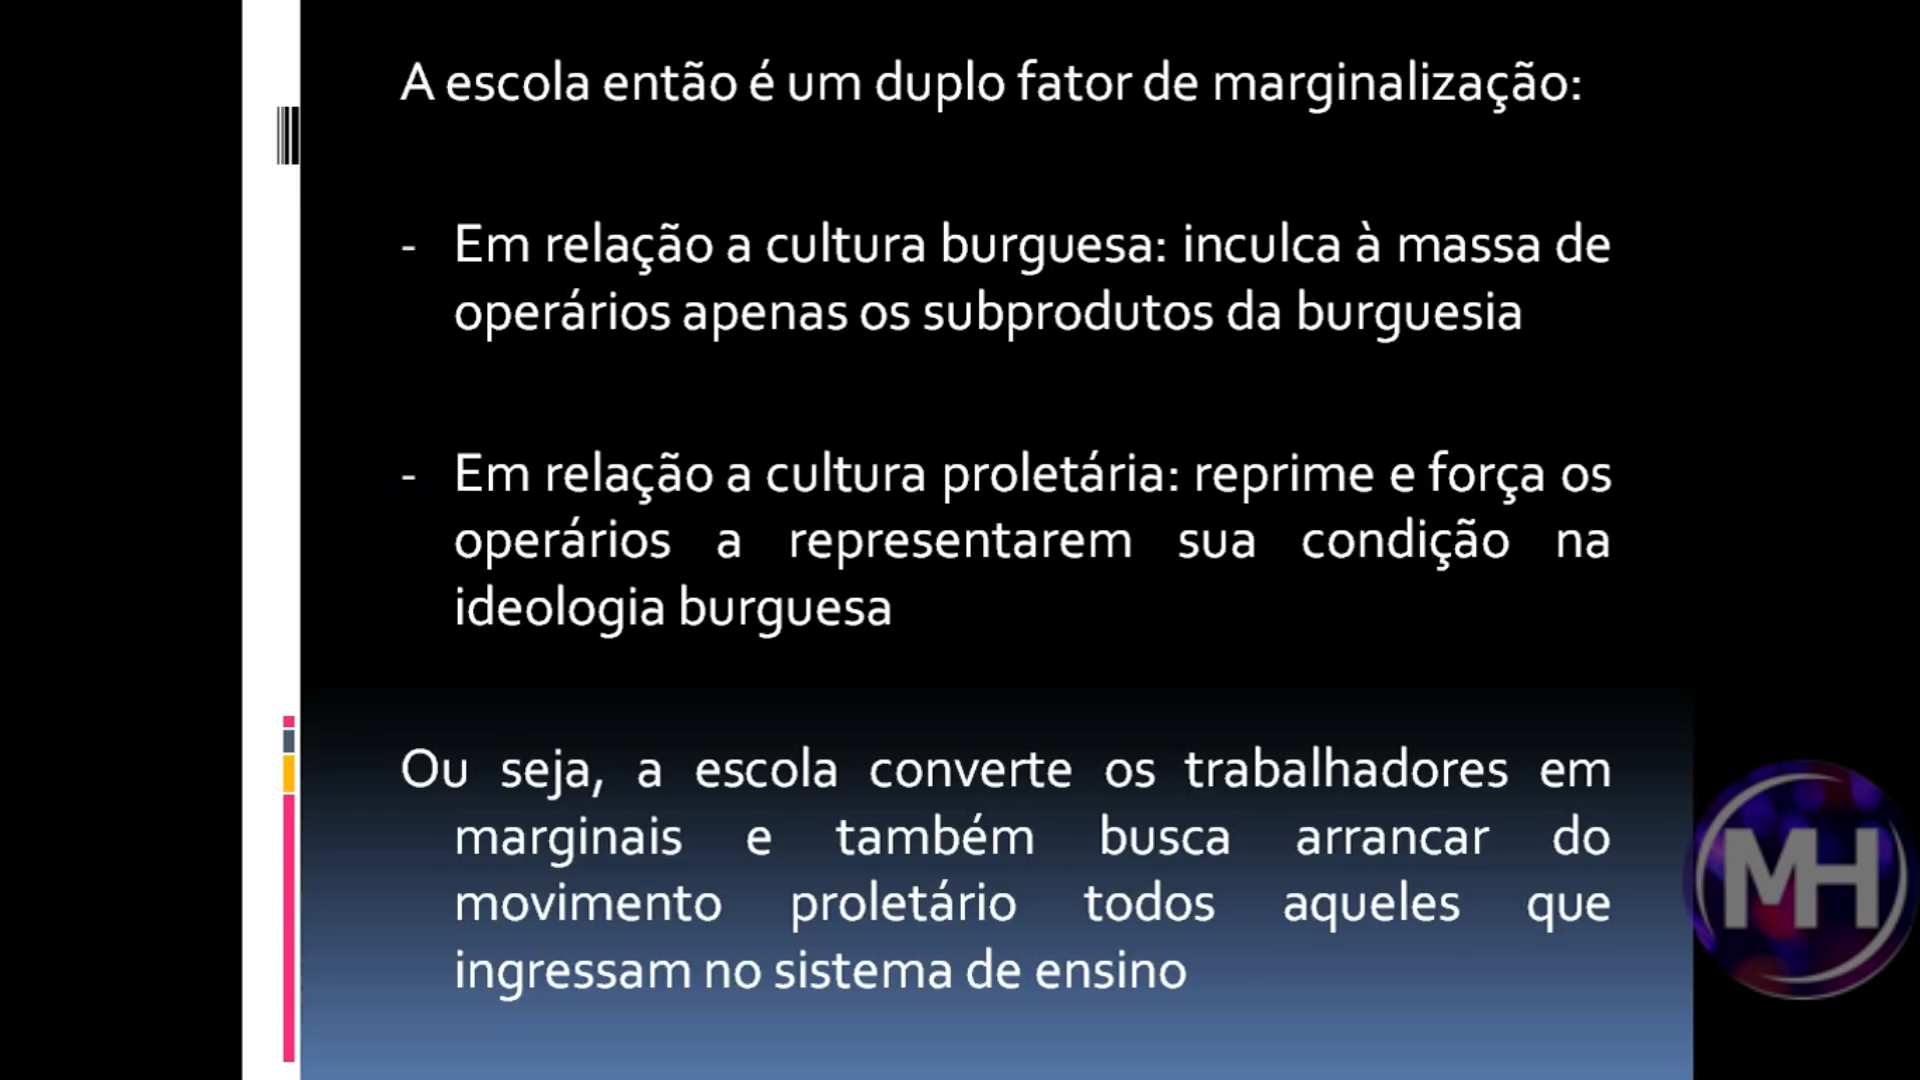 A escola então é um duplo fator de marginalização:
- Em relação a cultura burguesa: inculca à massa de
operários apenas os subprodutos da burguesia
- Em relação a cultura proletária: reprime e força os
operários a representarem sua condição na
ideologia burguesa
Ou seja, a escola converte os trabalhadores em
marginais e também busca arrancar do
movimento proletário todos aqueles que
ingressam no sistema de ensino
MH